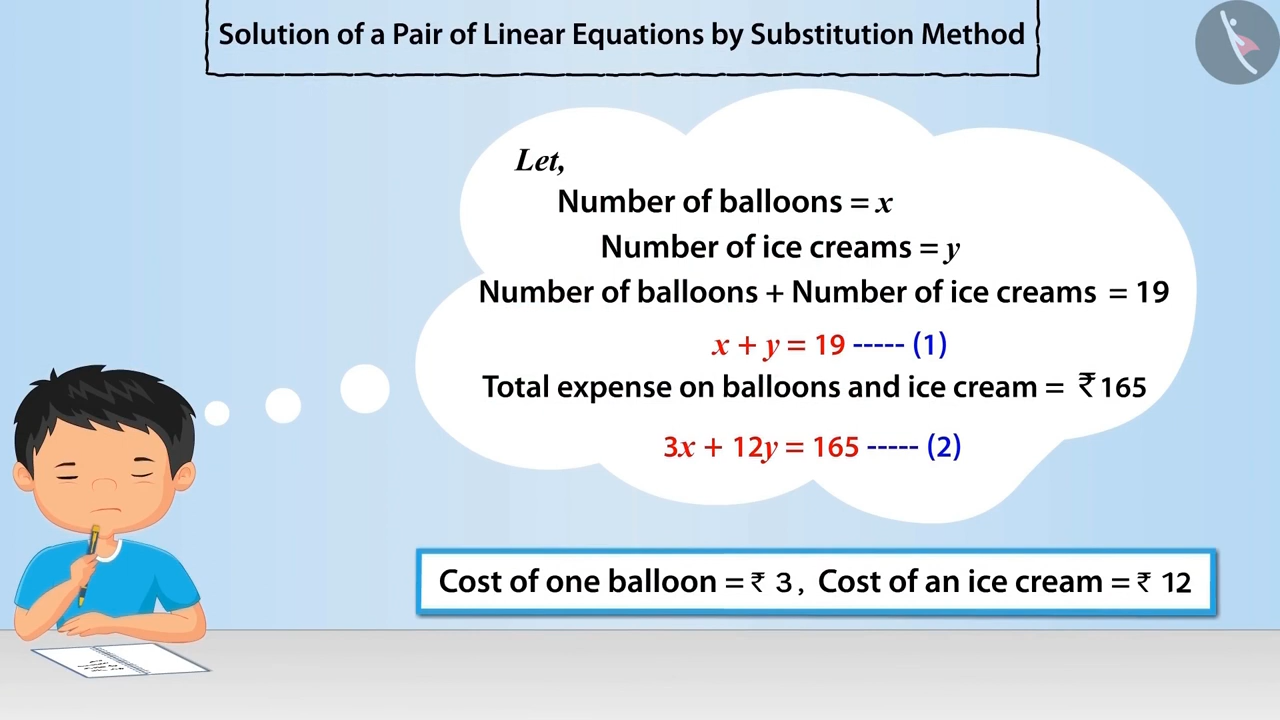 Solution of a Pair of Linear Equations by Substitution Method
Let,
Number of balloons = x
Number of ice creams = y
Number of balloons + Number of ice creams = 19
x + y = 19 ----- (1)
Total expense on balloons and ice cream = ₹ 165
3x + 12y = 165 ----- (2)
Cost of one balloon = ₹ 3, Cost of an ice cream = ₹ 12